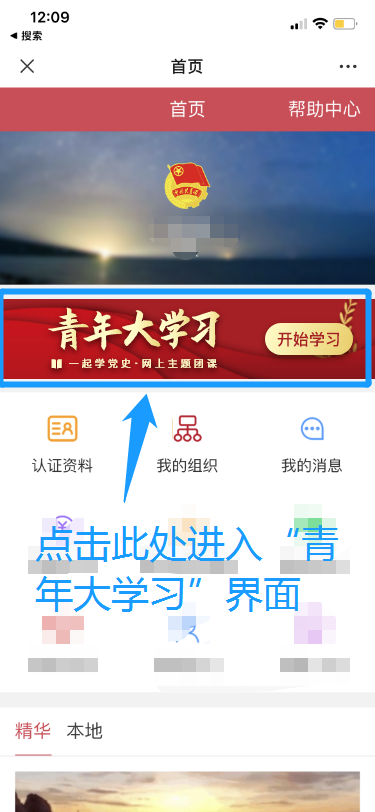 12:09
◀ 搜索
首页
首页
帮助中心
青年大学习
一起学党史·网上主题团课
开始学习
认证资料
我的组织
我的消息
点击此处进入“青
年大学习”界面
精华
本地